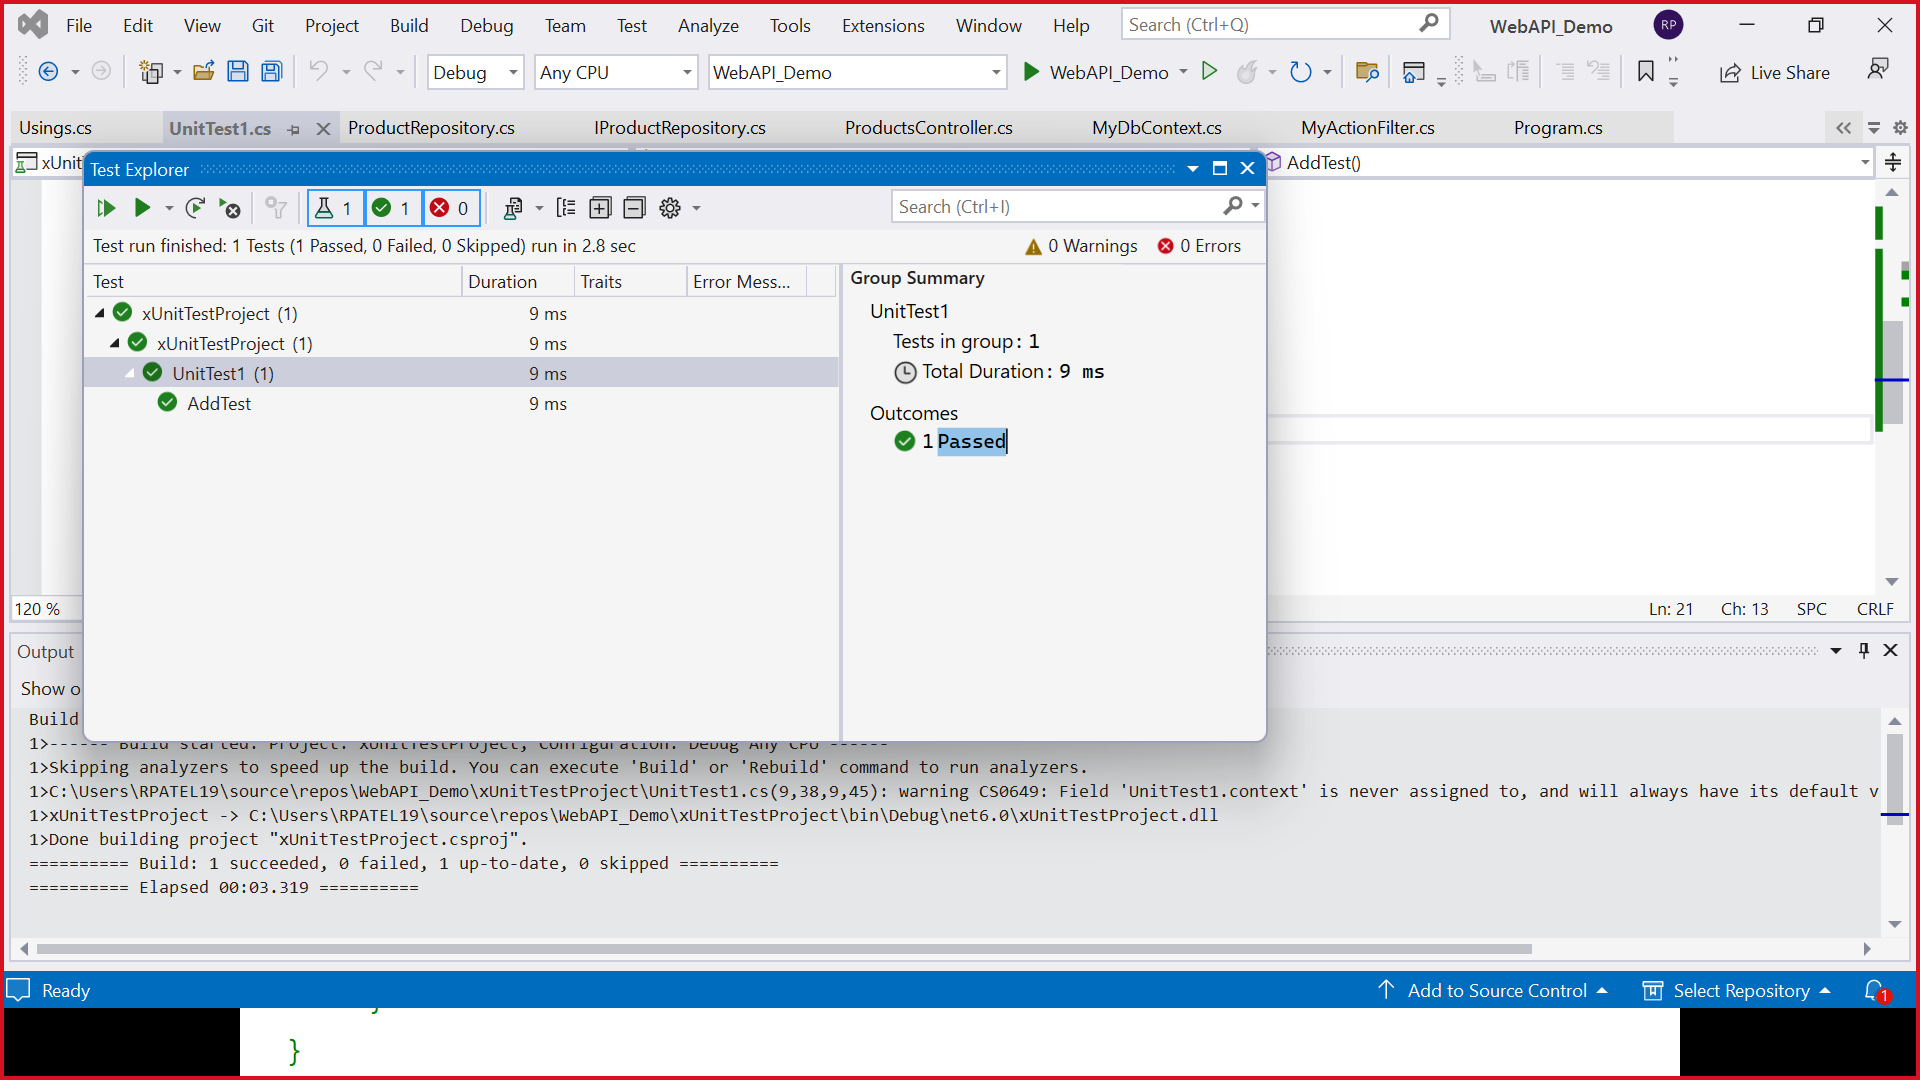 File Edit View Git Project Build Debug Team Test Analyze Tools Extensions Window Help Search (Ctrl+Q) WebAPI_Demo RP
Debug Any CPU WebAPI_Demo WebAPI_Demo Live Share
Usings.cs UnitTest1.cs ProductRepository.cs IProductRepository.cs ProductsController.cs MyDbContext.cs MyActionFilter.cs Program.cs
xUnit AddTest()
Test Explorer
1 1 0 Search (Ctrl+I)
Test run finished: 1 Tests (1 Passed, 0 Failed, 0 Skipped) run in 2.8 sec 0 Warnings 0 Errors
Test Duration Traits Error Mess...
xUnitTestProject (1) 9 ms
xUnitTestProject (1) 9 ms
UnitTest1 (1) 9 ms
AddTest 9 ms
Group Summary
UnitTest1
Tests in group: 1
Total Duration: 9 ms
Outcomes
1 Passed
120 % Ln: 21 Ch: 13 SPC CRLF
Output
Show o
Build
1>------ Build started: Project: xUnitTestProject, Configuration: Debug Any CPU ------
1>Skipping analyzers to speed up the build. You can execute 'Build' or 'Rebuild' command to run analyzers.
1>C:\Users\RPATEL19\source\repos\WebAPI_Demo\xUnitTestProject\UnitTest1.cs(9,38,9,45): warning CS0649: Field 'UnitTest1.context' is never assigned to, and will always have its default v
1>xUnitTestProject -> C:\Users\RPATEL19\source\repos\WebAPI_Demo\xUnitTestProject\bin\Debug\net6.0\xUnitTestProject.dll
1>Done building project "xUnitTestProject.csproj".
========== Build: 1 succeeded, 0 failed, 1 up-to-date, 0 skipped ==========
========== Elapsed 00:03.319 ==========
Ready Add to Source Control Select Repository 1
}
}